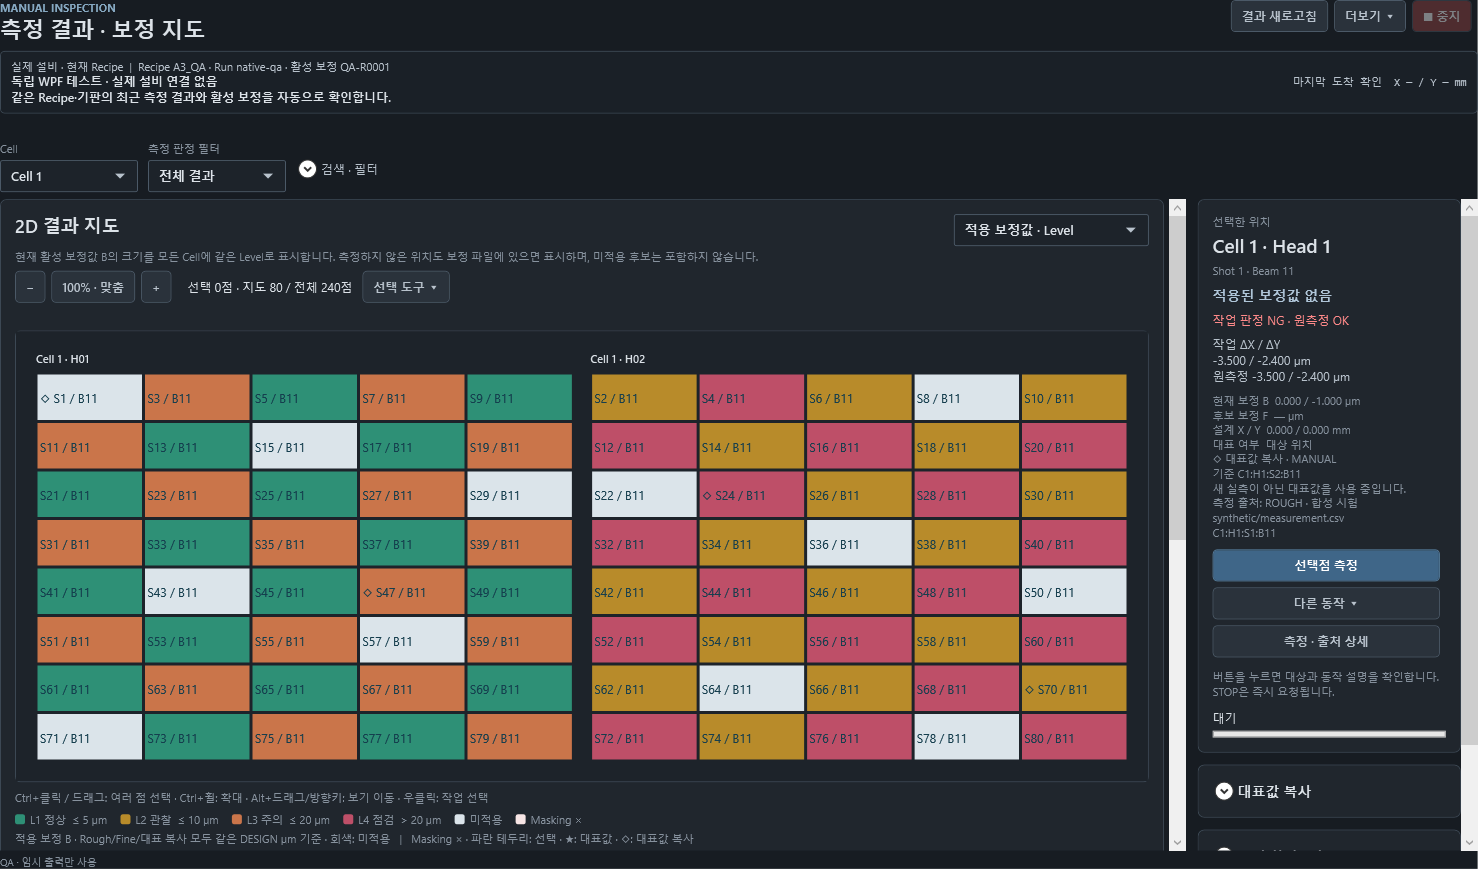 MANUAL INSPECTION
측정 결과 · 보정 지도
결과 새로고침
더보기
중지
실제 설비 · 현재 Recipe | Recipe A3_QA · Run native-qa · 활성 보정 QA-R0001
독립 WPF 테스트 · 실제 설비 연결 없음
같은 Recipe·기판의 최근 측정 결과와 활성 보정을 자동으로 확인합니다.
마지막 도착 확인 X — / Y — mm
Cell
측정 판정 필터
Cell 1
전체 결과
검색 · 필터
2D 결과 지도
적용 보정값 · Level
현재 활성 보정값 B의 크기를 모든 Cell에 같은 Level로 표시합니다. 측정하지 않은 위치도 보정 파일에 있으면 표시하며, 미적용 후보는 포함하지 않습니다.
−
100% · 맞춤
+
선택 0점 · 지도 80 / 전체 240점
선택 도구
Cell 1 · H01
Cell 1 · H02
◇ S1 / B11 S3 / B11 S5 / B11 S7 / B11 S9 / B11 S2 / B11 S4 / B11 S6 / B11 S8 / B11 S10 / B11
S11 / B11 S13 / B11 S15 / B11 S17 / B11 S19 / B11 S12 / B11 S14 / B11 S16 / B11 S18 / B11 S20 / B11
S21 / B11 S23 / B11 S25 / B11 S27 / B11 S29 / B11 S22 / B11 ◇ S24 / B11 S26 / B11 S28 / B11 S30 / B11
S31 / B11 S33 / B11 S35 / B11 S37 / B11 S39 / B11 S32 / B11 S34 / B11 S36 / B11 S38 / B11 S40 / B11
S41 / B11 S43 / B11 S45 / B11 ◇ S47 / B11 S49 / B11 S42 / B11 S44 / B11 S46 / B11 S48 / B11 S50 / B11
S51 / B11 S53 / B11 S55 / B11 S57 / B11 S59 / B11 S52 / B11 S54 / B11 S56 / B11 S58 / B11 S60 / B11
S61 / B11 S63 / B11 S65 / B11 S67 / B11 S69 / B11 S62 / B11 S64 / B11 S66 / B11 S68 / B11 ◇ S70 / B11
S71 / B11 S73 / B11 S75 / B11 S77 / B11 S79 / B11 S72 / B11 S74 / B11 S76 / B11 S78 / B11 S80 / B11
Ctrl+클릭 / 드래그: 여러 점 선택 · Ctrl+휠: 확대 · Alt+드래그/방향키: 보기 이동 · 우클릭: 작업 선택
L1 정상 ≤ 5 µm L2 관찰 ≤ 10 µm L3 주의 ≤ 20 µm L4 점검 > 20 µm 미적용 Masking ×
적용 보정 B · Rough/Fine/대표 복사 모두 같은 DESIGN µm 기준 · 회색: 미적용 | Masking × · 파란 테두리: 선택 · ★: 대표값 · ◇: 대표값 복사
QA · 임시 출력만 사용
선택한 위치
Cell 1 · Head 1
Shot 1 · Beam 11
적용된 보정값 없음
작업 판정 NG · 원측정 OK
작업 ΔX / ΔY
-3.500 / -2.400 µm
원측정 -3.500 / -2.400 µm
현재 보정 B 0.000 / -1.000 µm
후보 보정 F — µm
설계 X / Y 0.000 / 0.000 mm
대표 여부 대상 위치
◇ 대표값 복사 · MANUAL
기준 C1:H1:S2:B11
새 실측이 아닌 대표값을 사용 중입니다.
측정 출처: ROUGH · 합성 시험
synthetic/measurement.csv
C1:H1:S1:B11
선택점 측정
다른 동작
측정 · 출처 상세
버튼을 누르면 대상과 동작 설명을 확인합니다.
STOP은 즉시 요청됩니다.
대기
대표값 복사